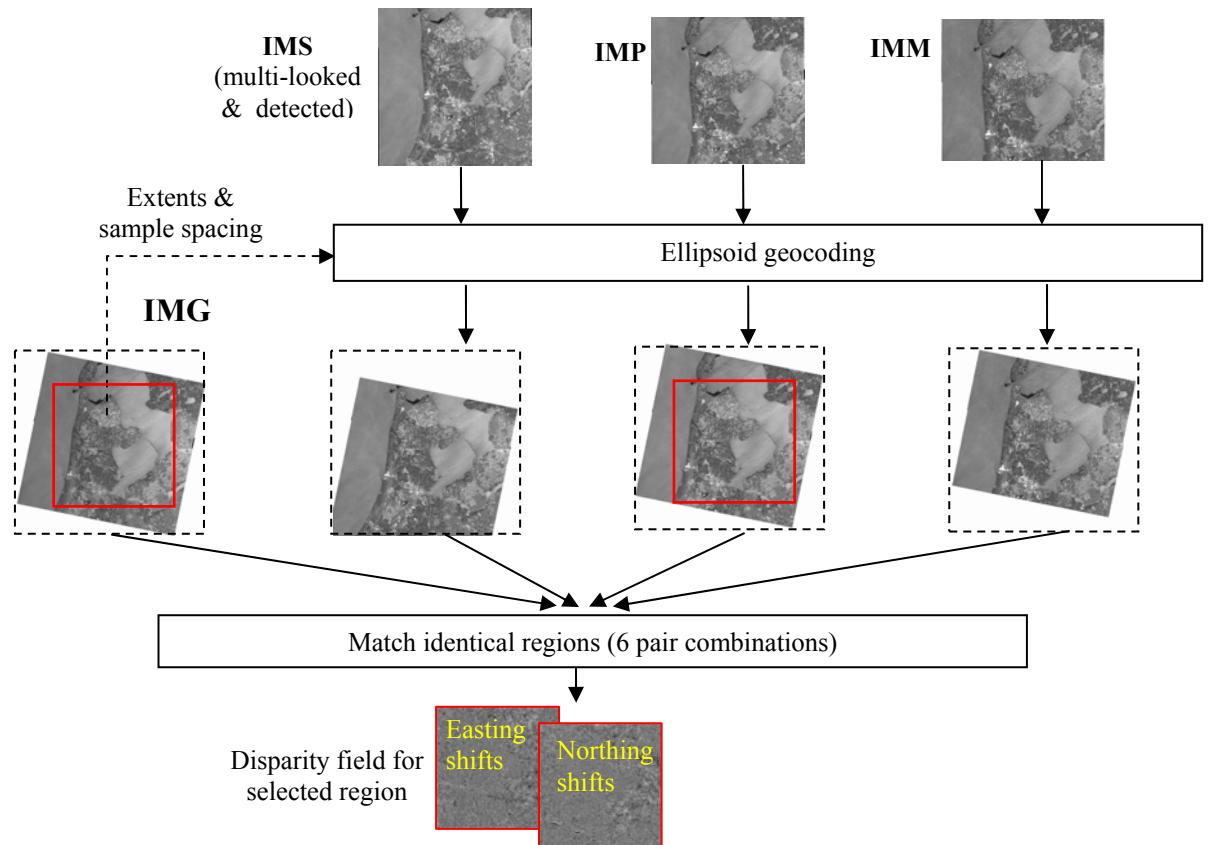 IMS
(multi-looked
& detected)
IMP
IMM
Extents &
sample spacing
Ellipsoid geocoding
IMG
Match identical regions (6 pair combinations)
Disparity field for
selected region
Easting
shifts
Northing
shifts